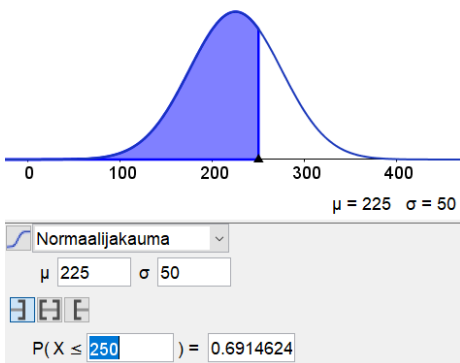 0 100 200 300 400
μ = 225 σ = 50
Normaalijakauma
μ 225 σ 50
P( X ≤ 250 ) = 0.6914624